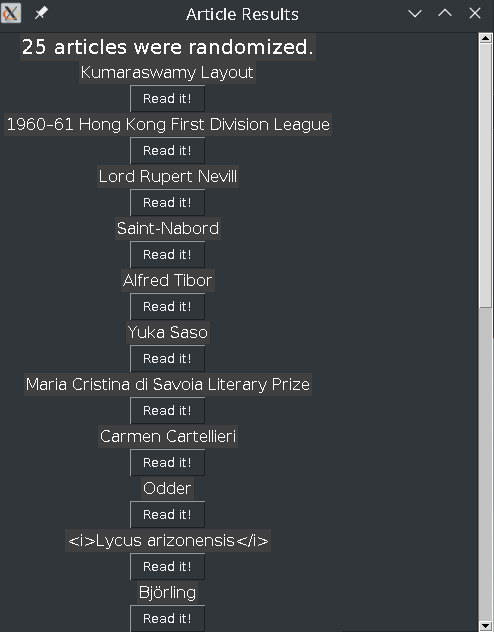 Article Results
25 articles were randomized.
Kumaraswamy Layout
Read it!
1960–61 Hong Kong First Division League
Read it!
Lord Rupert Nevill
Read it!
Saint-Nabord
Read it!
Alfred Tibor
Read it!
Yuka Saso
Read it!
Maria Cristina di Savoia Literary Prize
Read it!
Carmen Cartellieri
Read it!
Odder
Read it!
<i>Lycus arizonensis</i>
Read it!
Björling
Read it!